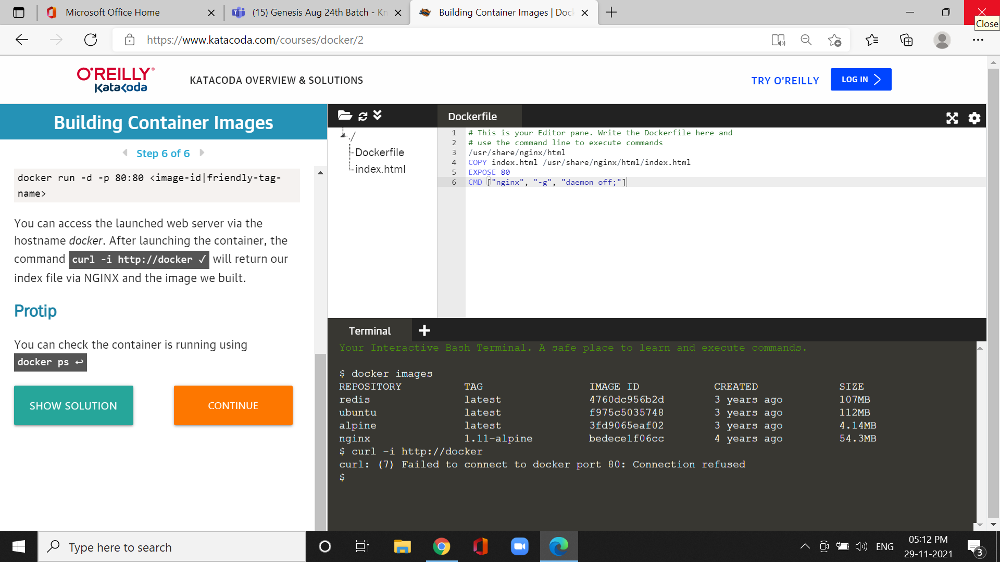 Microsoft Office Home
(15) Genesis Aug 24th Batch - Kn
Building Container Images | Dock
Close
https://www.katacoda.com/courses/docker/2
O'REILLY®
Katacoda
KATACODA OVERVIEW & SOLUTIONS
TRY O'REILLY
LOG IN
Building Container Images
Step 6 of 6
docker run -d -p 80:80 <image-id|friendly-tag-
name>
You can access the launched web server via the
hostname docker. After launching the container, the
command curl -i http://docker ✓ will return our
index file via NGINX and the image we built.
Protip
You can check the container is running using
docker ps ↩
SHOW SOLUTION
CONTINUE
./
Dockerfile
index.html
Dockerfile
1 # This is your Editor pane. Write the Dockerfile here and
2 # use the command line to execute commands
3 /usr/share/nginx/html
4 COPY index.html /usr/share/nginx/html/index.html
5 EXPOSE 80
6 CMD ["nginx", "-g", "daemon off;"]
Terminal
Your Interactive Bash Terminal. A safe place to learn and execute commands.
$ docker images
REPOSITORY TAG IMAGE ID CREATED SIZE
redis latest 4760dc956b2d 3 years ago 107MB
ubuntu latest f975c5035748 3 years ago 112MB
alpine latest 3fd9065eaf02 3 years ago 4.14MB
nginx 1.11-alpine bedece1f06cc 4 years ago 54.3MB
$ curl -i http://docker
curl: (7) Failed to connect to docker port 80: Connection refused
$
Type here to search
ENG
05:12 PM
29-11-2021
3